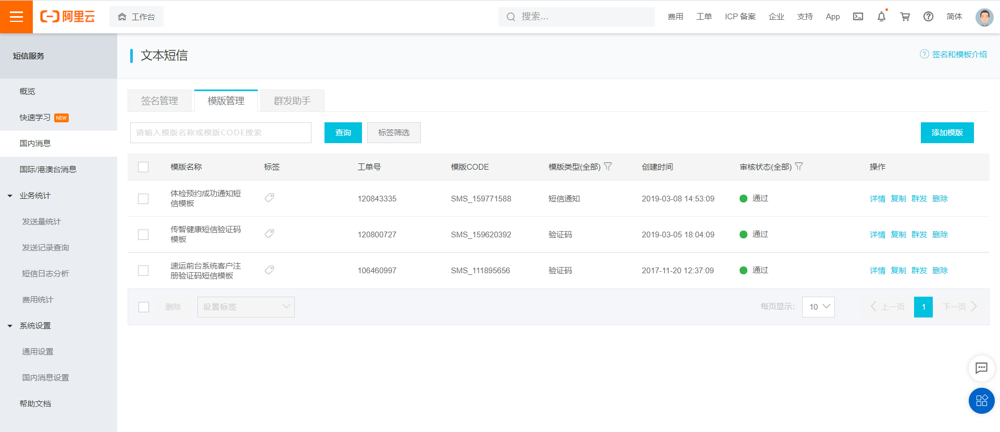 阿里云
工作台
搜索...
费用 工单 ICP 备案 企业 支持 App 简体
短信服务
概览
快速学习 NEW
国内消息
国际/港澳台消息
业务统计
发送量统计
发送记录查询
短信日志分析
费用统计
系统设置
通用设置
国内消息设置
帮助文档
文本短信
签名和模板介绍
签名管理 模版管理 群发助手
请输入模版名称或模版CODE搜索 查询 标签筛选 添加模版
模版名称 标签 工单号 模版CODE 模版类型(全部) 创建时间 审核状态(全部) 操作
体检预约成功通知短
信模板
120843335 SMS_159771588 短信通知 2019-03-08 14:53:09 通过 详情 复制 群发 删除
传智健康短信验证码
模板
120800727 SMS_159620392 验证码 2019-03-05 18:04:09 通过 详情 复制 群发 删除
速运前台系统客户注
册验证码短信模板
106460997 SMS_111895656 验证码 2017-11-20 12:37:09 通过 详情 复制 群发 删除
删除 设置标签 每页显示: 10 上一页 1 下一页